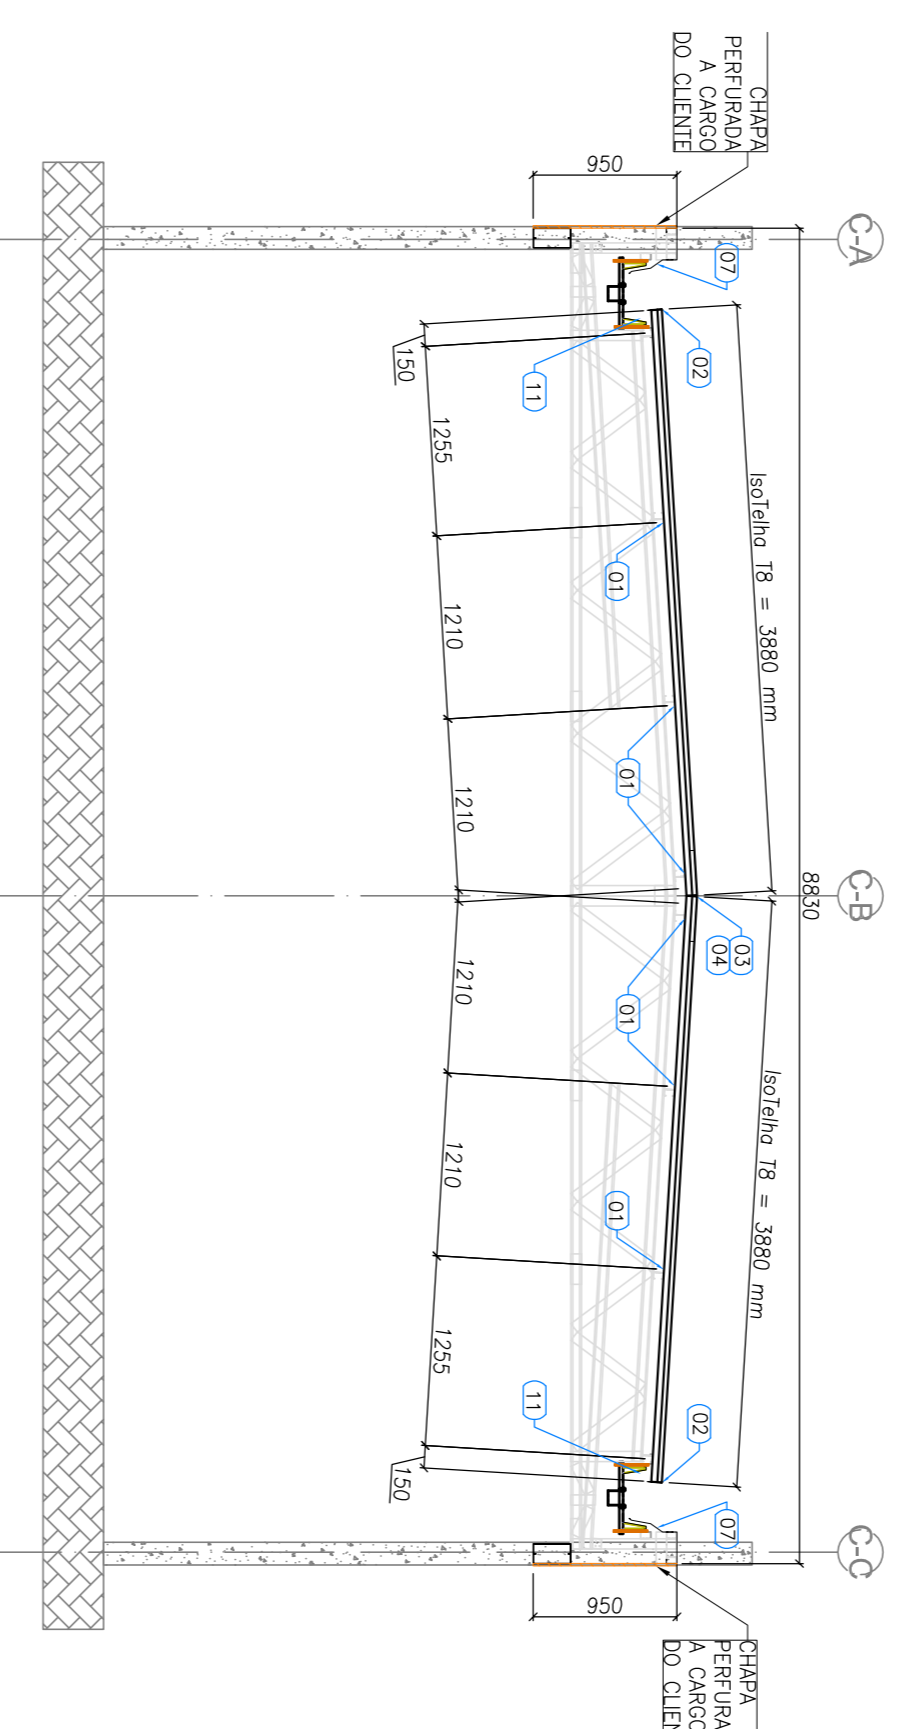 CHAPA
PERFURADA
A CARGO
DO CLIENTE
950
C-A
07
02
150
11
1255
IsoTelha T8 = 3880 mm
01
1210
01
1210
8830
C-B
03
04
1210
01
IsoTelha T8 = 3880 mm
1210
01
1255
11
02
150
07
C-C
950
CHAPA
PERFURA
A CARGO
DO CLIEN